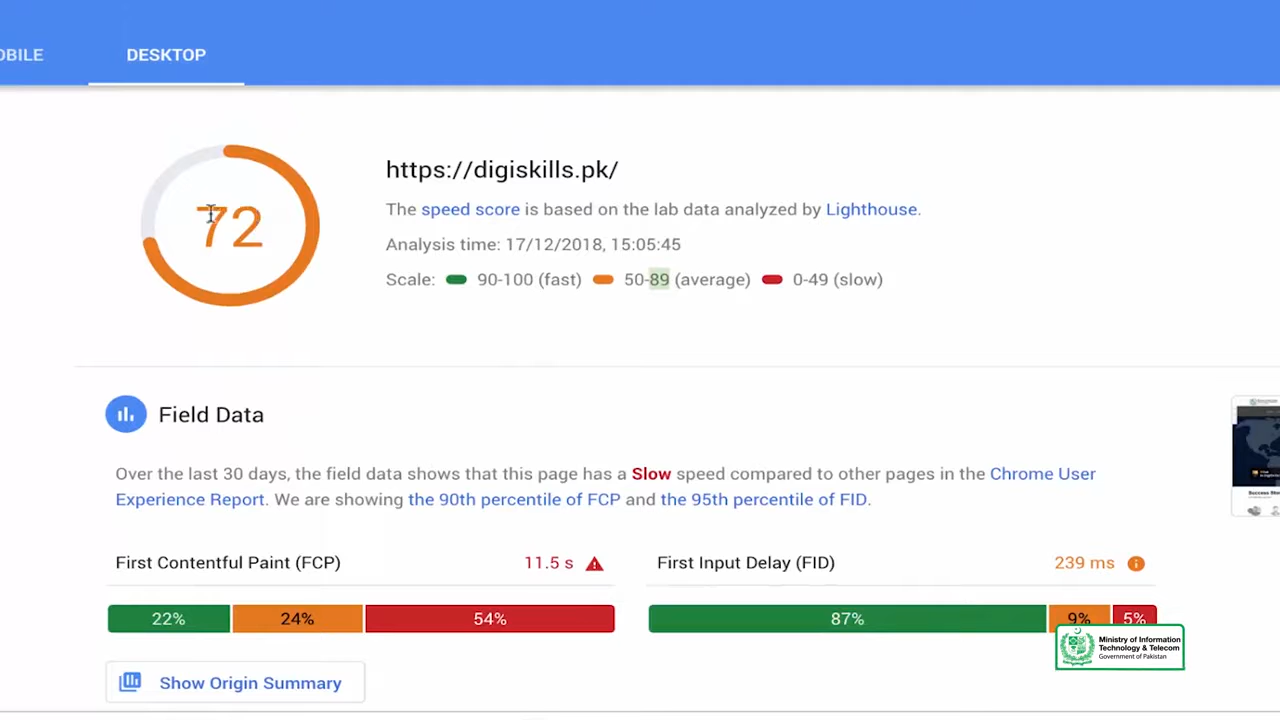 OBILE
DESKTOP
72
https://digiskills.pk/
The speed score is based on the lab data analyzed by Lighthouse.
Analysis time: 17/12/2018, 15:05:45
Scale: 90-100 (fast) 50-89 (average) 0-49 (slow)
Field Data
Over the last 30 days, the field data shows that this page has a Slow speed compared to other pages in the Chrome User
Experience Report. We are showing the 90th percentile of FCP and the 95th percentile of FID.
First Contentful Paint (FCP) 11.5 s
First Input Delay (FID) 239 ms
22% 24% 54%
87% 9% 5%
Ministry of Information
Technology & Telecom
Government of Pakistan
Show Origin Summary